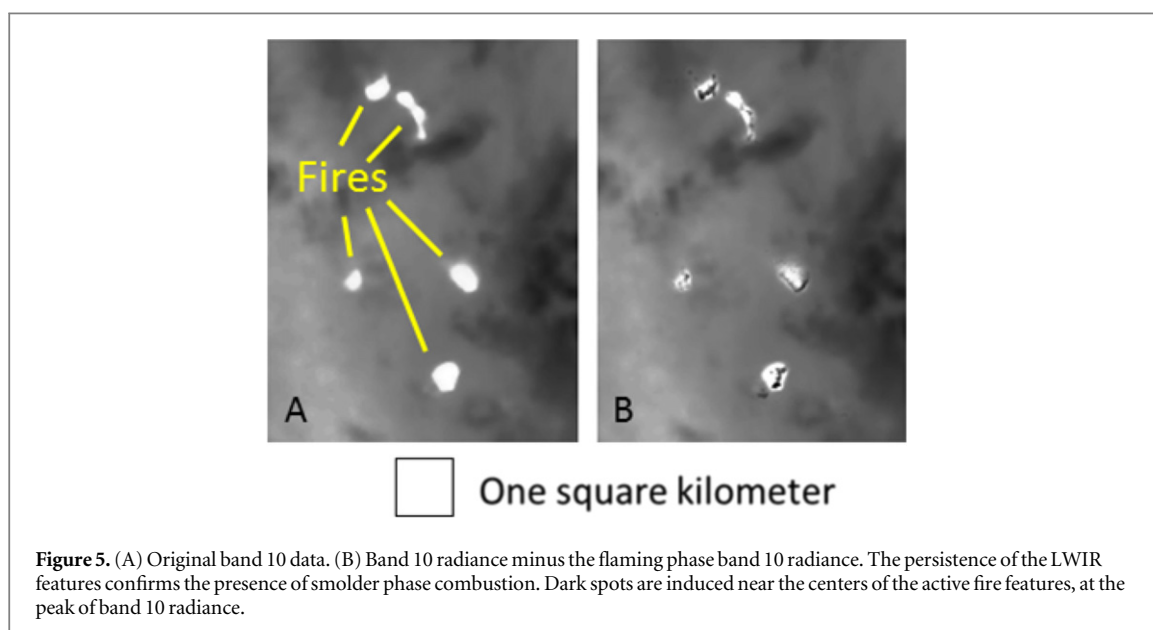 Fires
A
B
One square kilometer
Figure 5. (A) Original band 10 data. (B) Band 10 radiance minus the flaming phase band 10 radiance. The persistence of the LWIR
features confirms the presence of smolder phase combustion. Dark spots are induced near the centers of the active fire features, at the
peak of band 10 radiance.